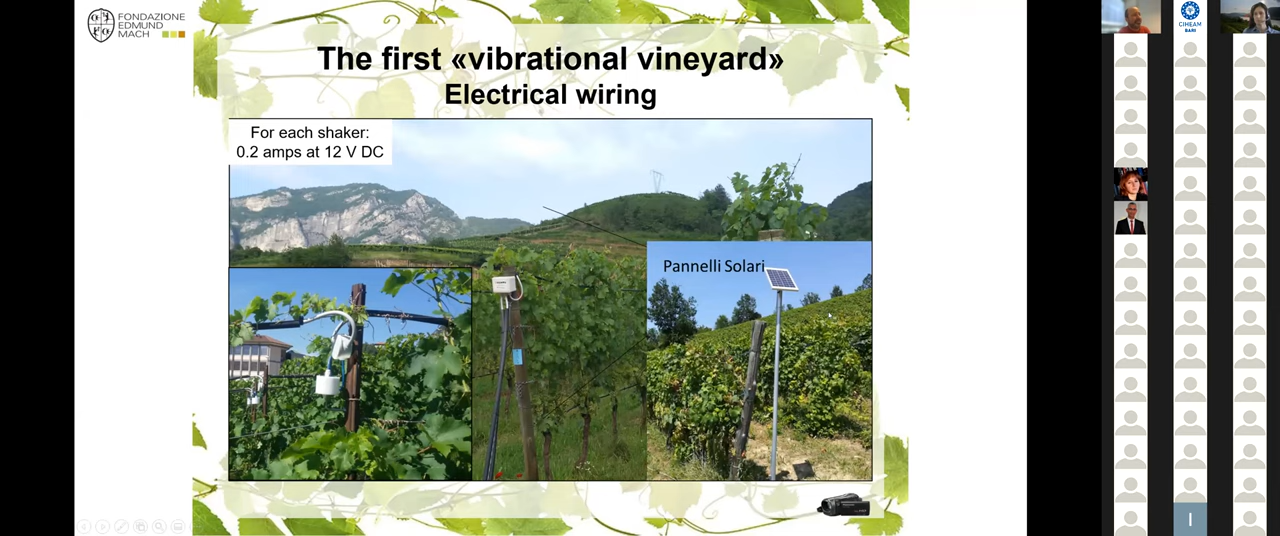 FONDAZIONE
EDMUND
MACH
The first «vibrational vineyard»
Electrical wiring
For each shaker:
0.2 amps at 12 V DC
Pannelli Solari
CIHEAM
BARI
I